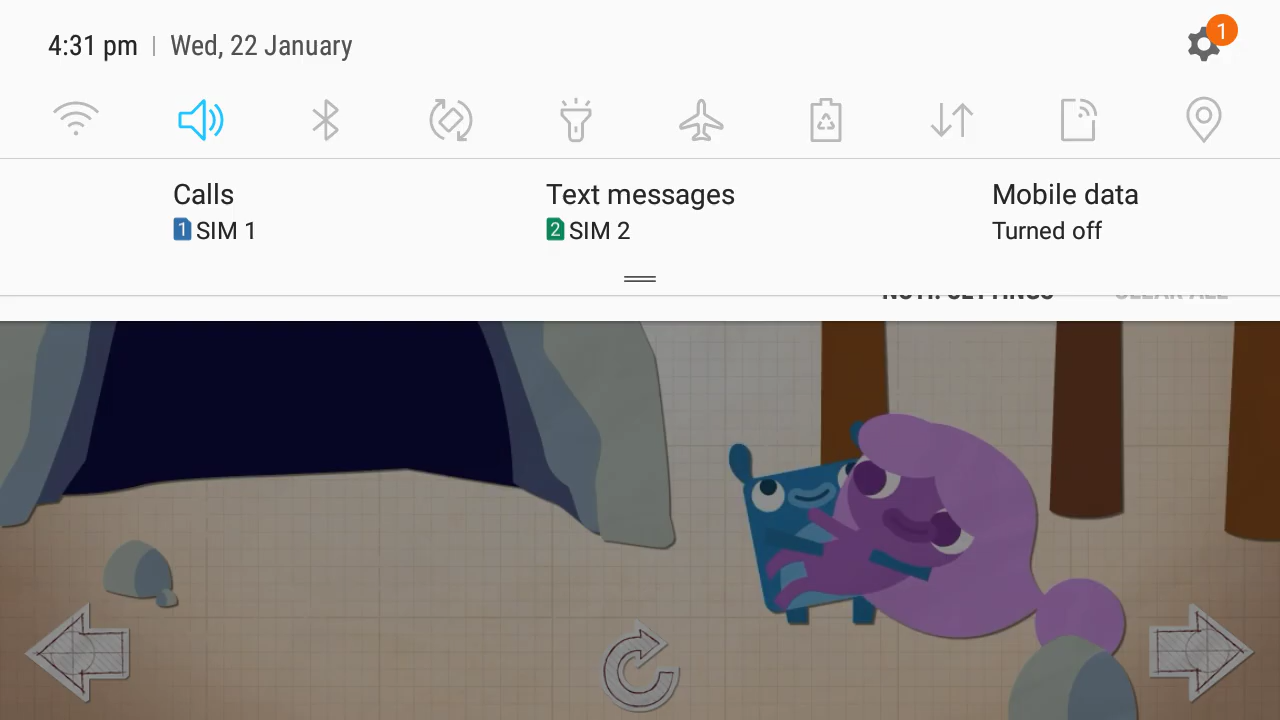 4:31 pm | Wed, 22 January
1
Calls
Text messages
Mobile data
1 SIM 1
2 SIM 2
Turned off